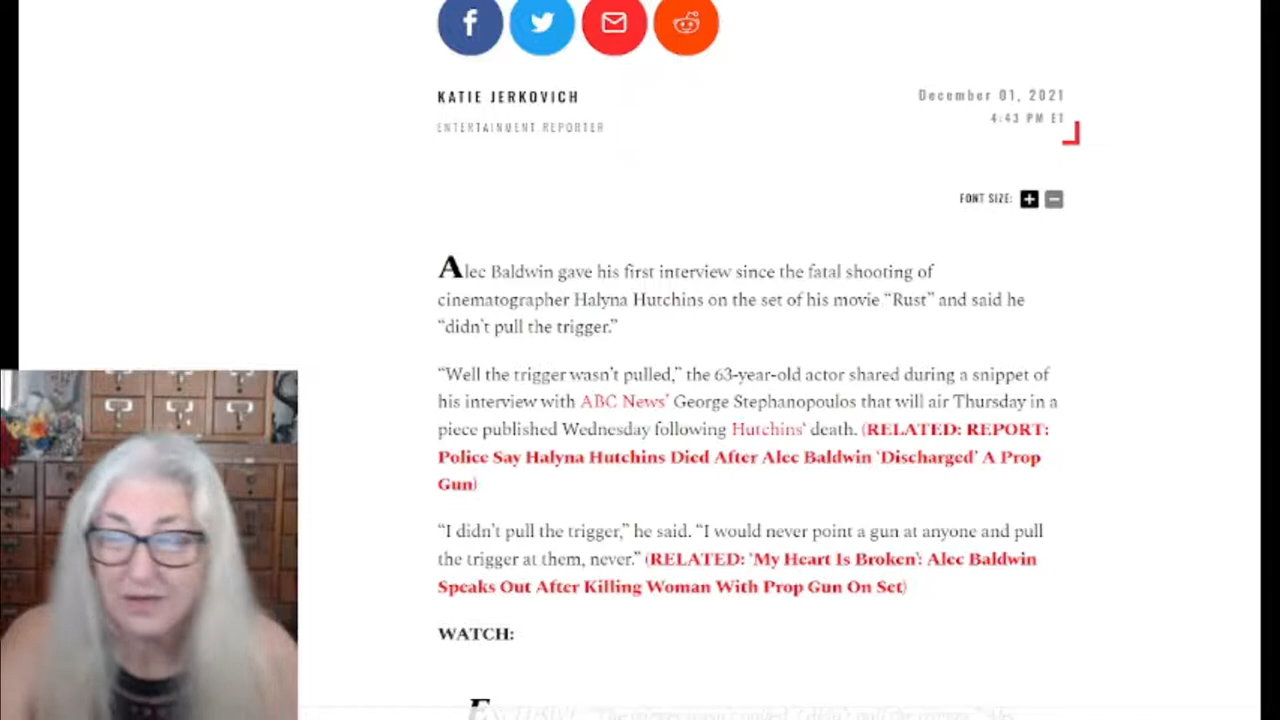 KATIE JERKOVICH
December 01, 2021
4:43 PM ET
ENTERTAINMENT REPORTER
FONT SIZE:
Alec Baldwin gave his first interview since the fatal shooting of
cinematographer Halyna Hutchins on the set of his movie “Rust” and said he
“didn’t pull the trigger.”
“Well the trigger wasn’t pulled,” the 63-year-old actor shared during a snippet of
his interview with ABC News’ George Stephanopoulos that will air Thursday in a
piece published Wednesday following Hutchins‘ death. (RELATED: REPORT:
Police Say Halyna Hutchins Died After Alec Baldwin ‘Discharged’ A Prop
Gun)
“I didn’t pull the trigger,” he said. “I would never point a gun at anyone and pull
the trigger at them, never.” (RELATED: ‘My Heart Is Broken’: Alec Baldwin
Speaks Out After Killing Woman With Prop Gun On Set)
WATCH: